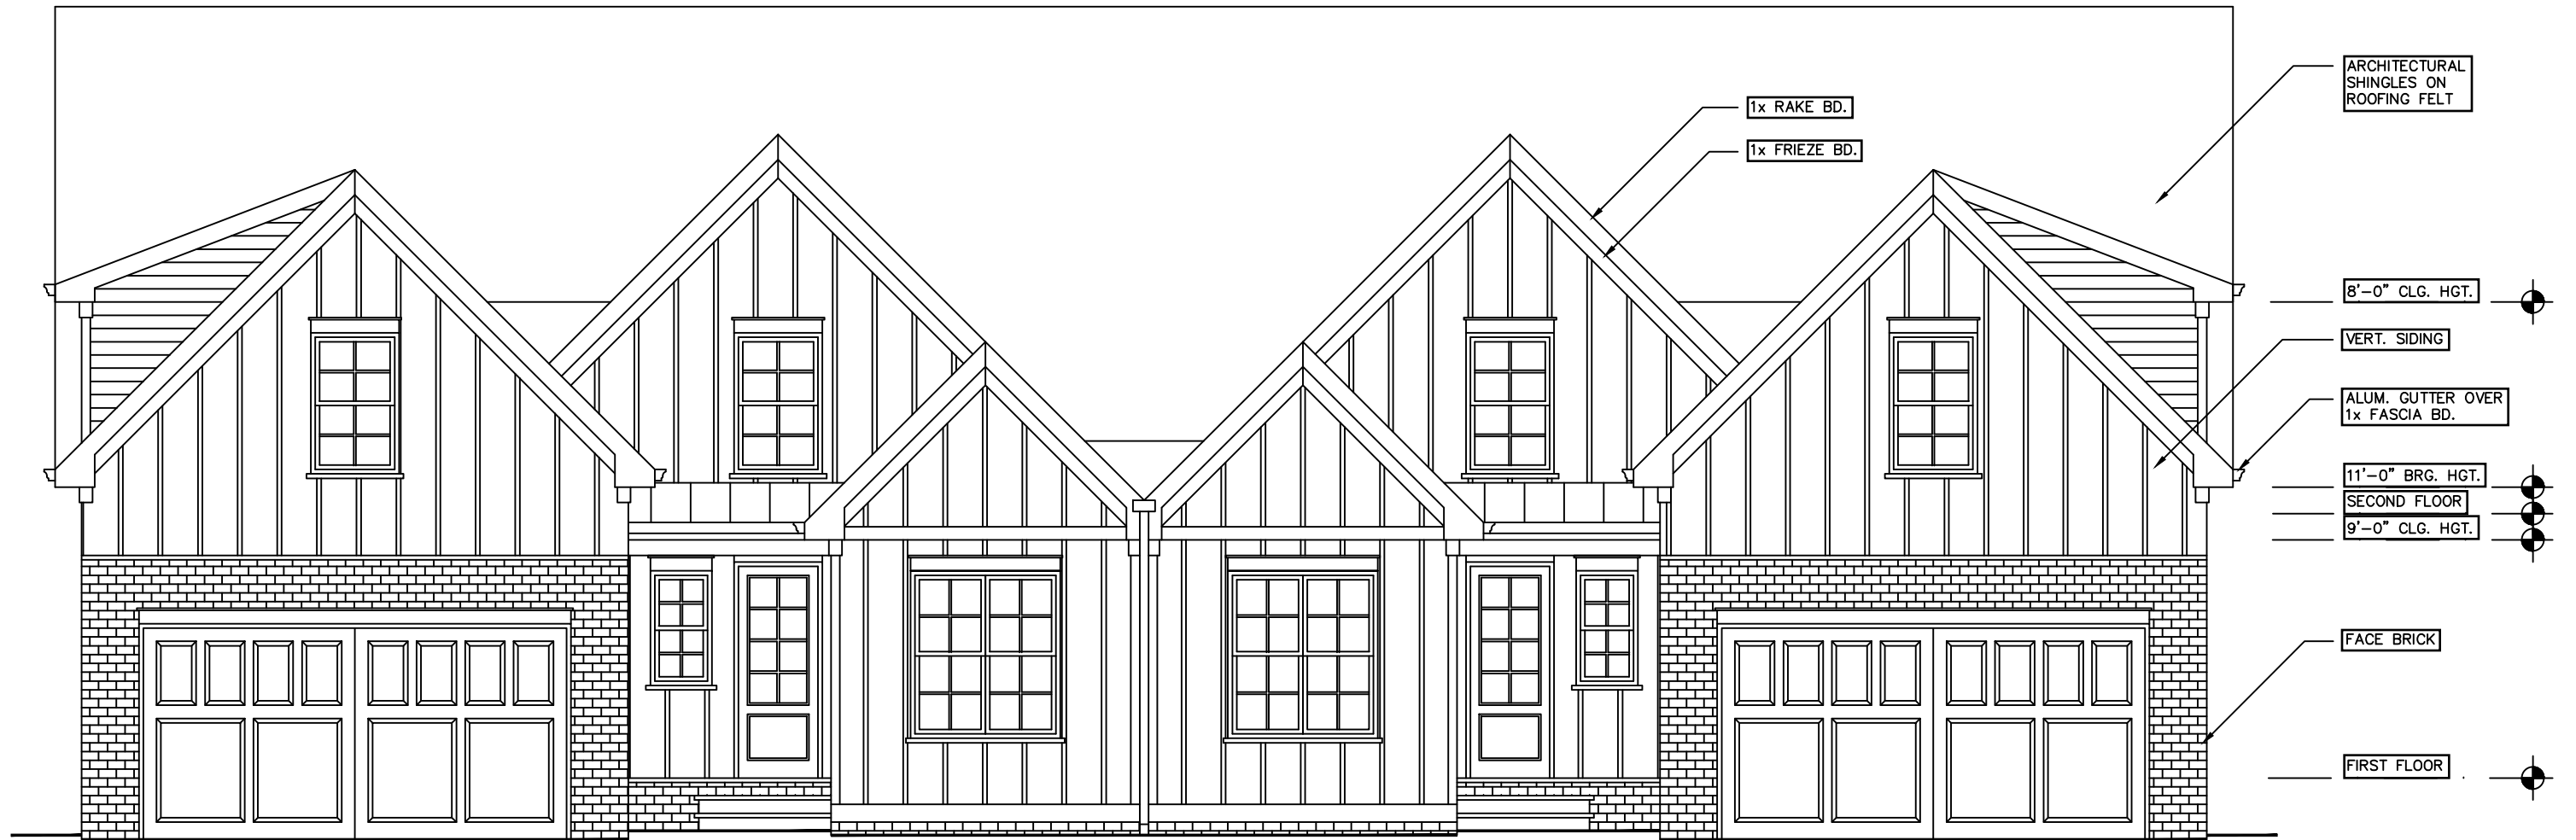 ARCHITECTURAL
SHINGLES ON
ROOFING FELT
1x RAKE BD.
1x FRIEZE BD.
8'-0" CLG. HGT.
VERT. SIDING
ALUM. GUTTER OVER
1x FASCIA BD.
11'-0" BRG. HGT.
SECOND FLOOR
9'-0" CLG. HGT.
FACE BRICK
FIRST FLOOR